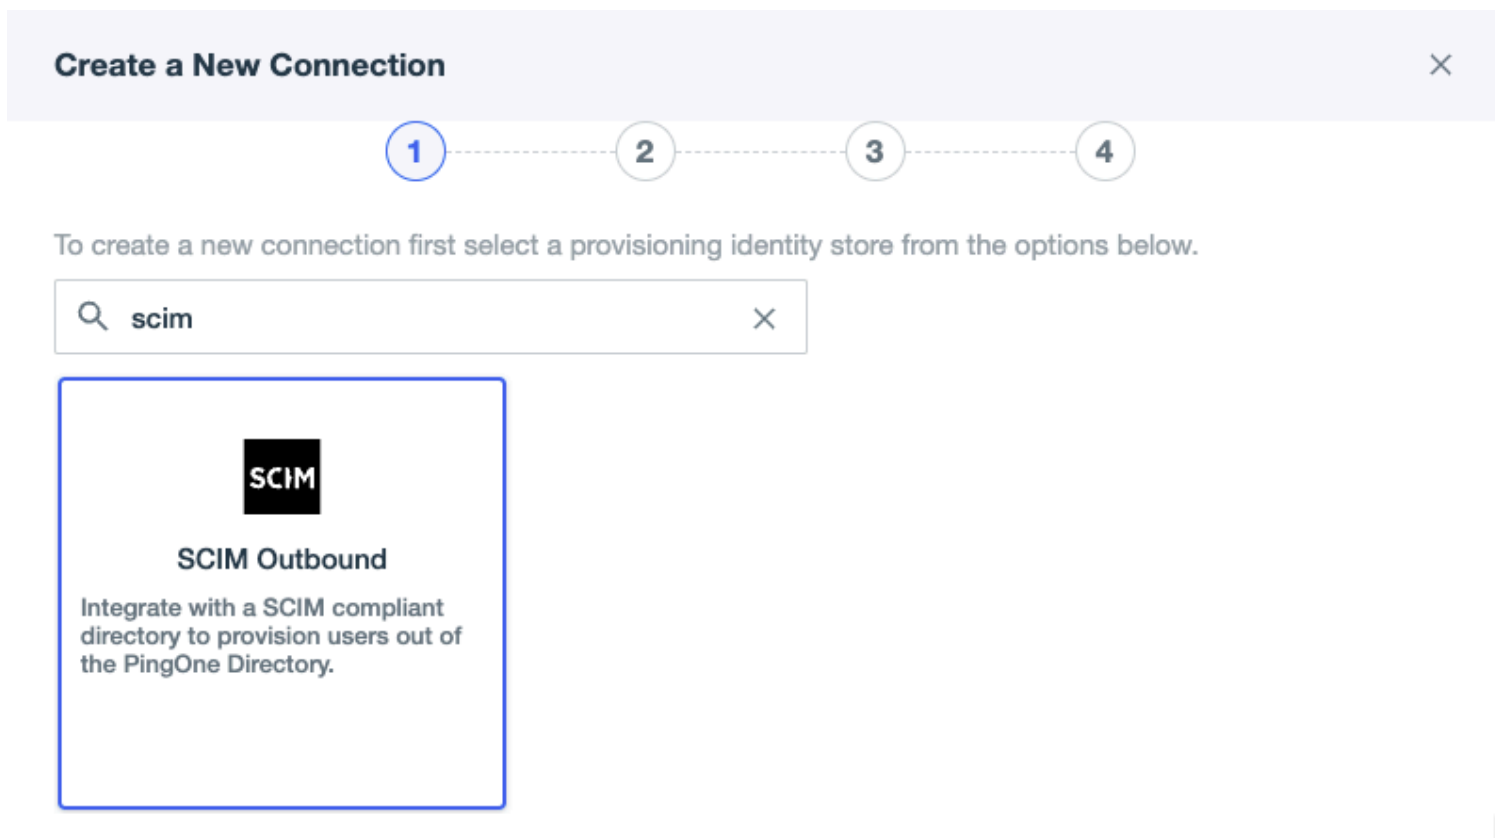 Create a New Connection
1 2 3 4
To create a new connection first select a provisioning identity store from the options below.
scim
SCIM
SCIM Outbound
Integrate with a SCIM compliant
directory to provision users out of
the PingOne Directory.